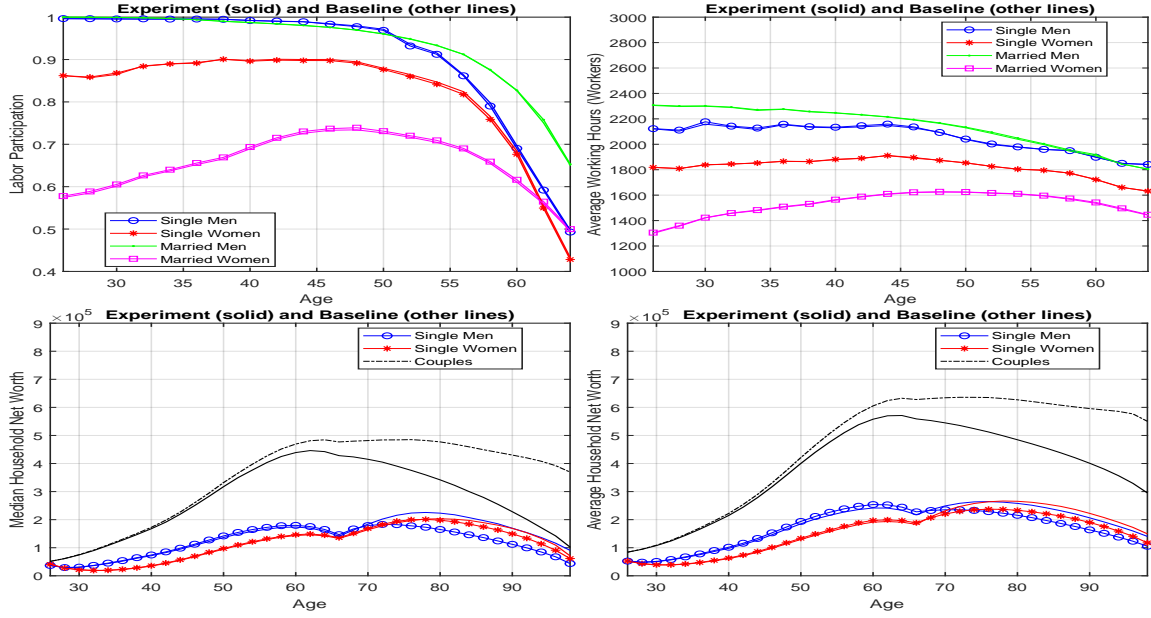 Experiment (solid) and Baseline (other lines)
Labor Participation
1
0.9
0.8
0.7
0.6
0.5
0.4
Single Men
Single Women
Married Men
Married Women
30 35 40 45 50 55 60
Age
Experiment (solid) and Baseline (other lines)
Average Working Hours (Workers)
3000
2800
2600
2400
2200
2000
1800
1600
1400
1200
1000
Single Men
Single Women
Married Men
Married Women
30 35 40 45 50 55 60
Age
Experiment (solid) and Baseline (other lines)
×10^5
Median Household Net Worth
9
8
7
6
5
4
3
2
1
0
Single Men
Single Women
Couples
30 40 50 60 70 80 90
Age
Experiment (solid) and Baseline (other lines)
×10^5
Average Household Net Worth
9
8
7
6
5
4
3
2
1
0
Single Men
Single Women
Couples
30 40 50 60 70 80 90
Age